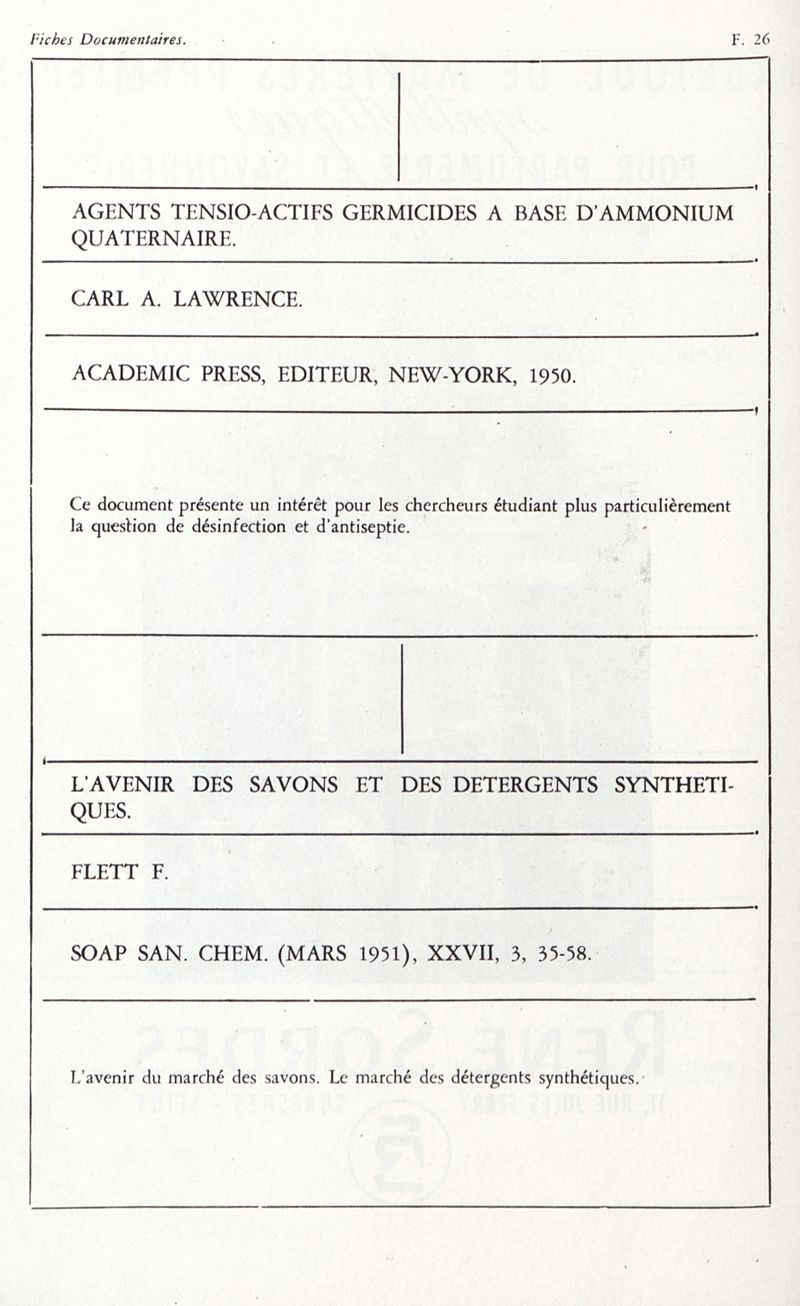 Fiches Documentaires.
F. 26
AGENTS TENSIO-ACTIFS GERMICIDES A BASE D'AMMONIUM
QUATERNAIRE.
CARL A. LAWRENCE.
ACADEMIC PRESS, EDITEUR, NEW-YORK, 1950.
Ce document présente un intérêt pour les chercheurs étudiant plus particulièrement
la question de désinfection et d'antiseptie.
L'AVENIR DES SAVONS ET DES DETERGENTS SYNTHETI-
QUES.
FLETT F.
SOAP SAN. CHEM. (MARS 1951), XXVII, 3, 35-58.
L'avenir du marché des savons. Le marché des détergents synthétiques.
RENÉ SORDES